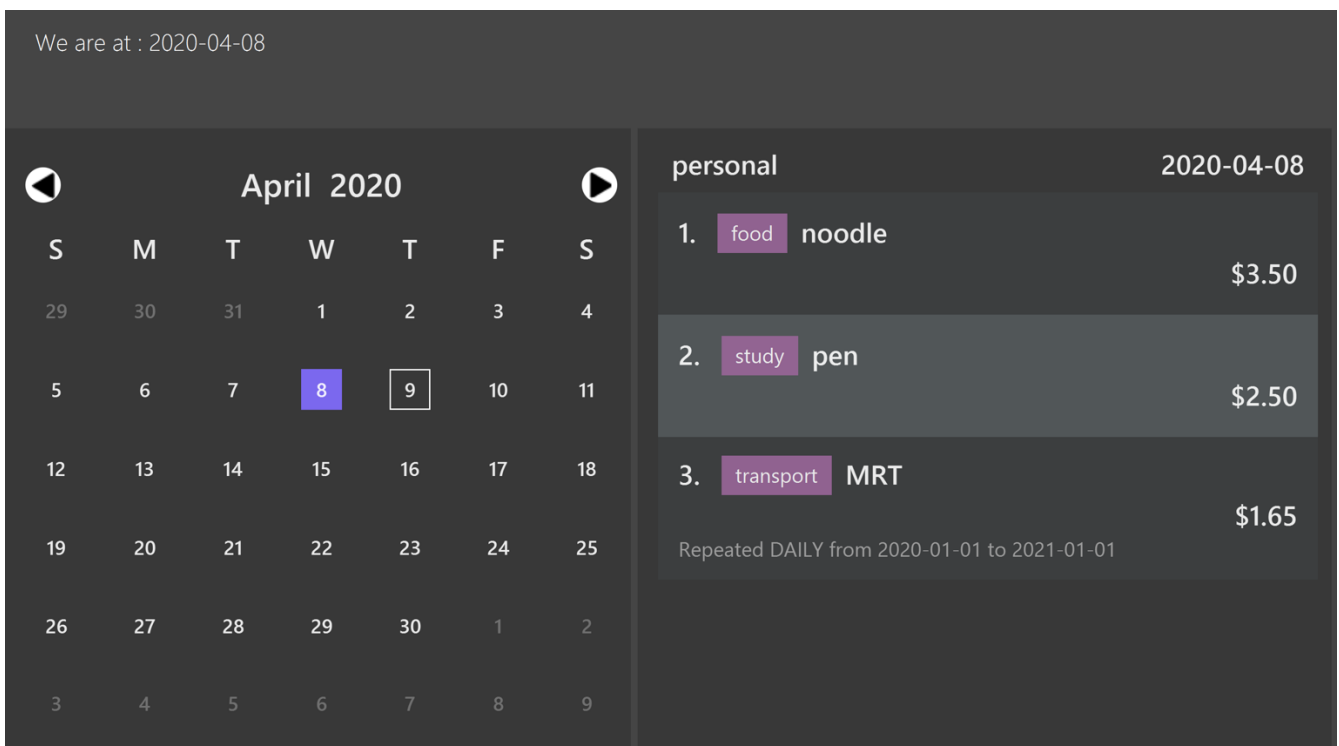 We are at : 2020-04-08
April 2020
S M T W T F S
29 30 31 1 2 3 4
5 6 7 8 9 10 11
12 13 14 15 16 17 18
19 20 21 22 23 24 25
26 27 28 29 30 1 2
3 4 5 6 7 8 9
personal 2020-04-08
1. food noodle
$3.50
2. study pen
$2.50
3. transport MRT
$1.65
Repeated DAILY from 2020-01-01 to 2021-01-01